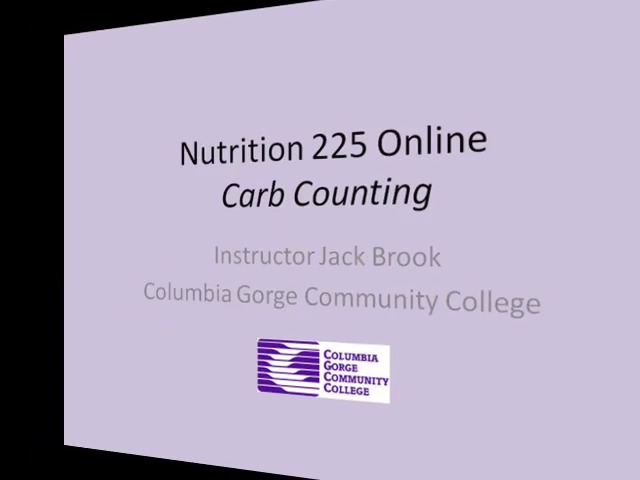 Nutrition 225 Online
Carb Counting
Instructor Jack Brook
Columbia Gorge Community College
COLUMBIA
GORGE
COMMUNITY
COLLEGE